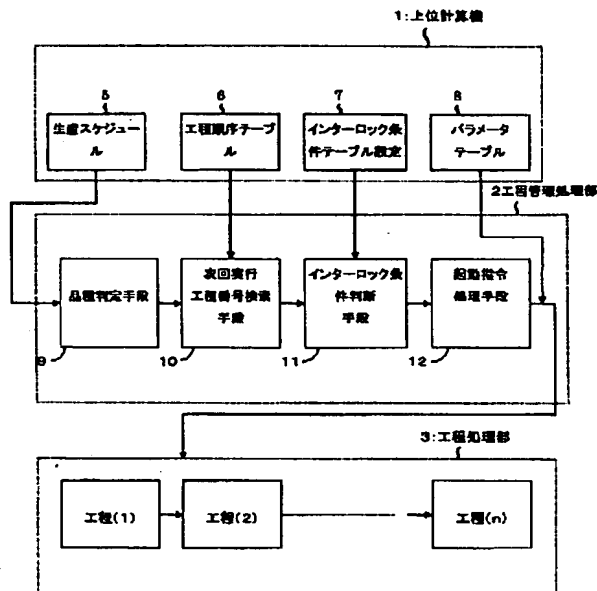 1:上位計算機
5
6
7
8
生産スケジュー
ル
工程順序テーブ
ル
インターロック条
件テーブル設定
パラメータ
テーブル
2工程管理処理部
品種判定手段
次回実行
工程番号検索
手段
インターロック条
件判断
手段
起動指令
処理手段
9
10
11
12
3:工程処理部
工程(1)
工程(2)
工程(n)